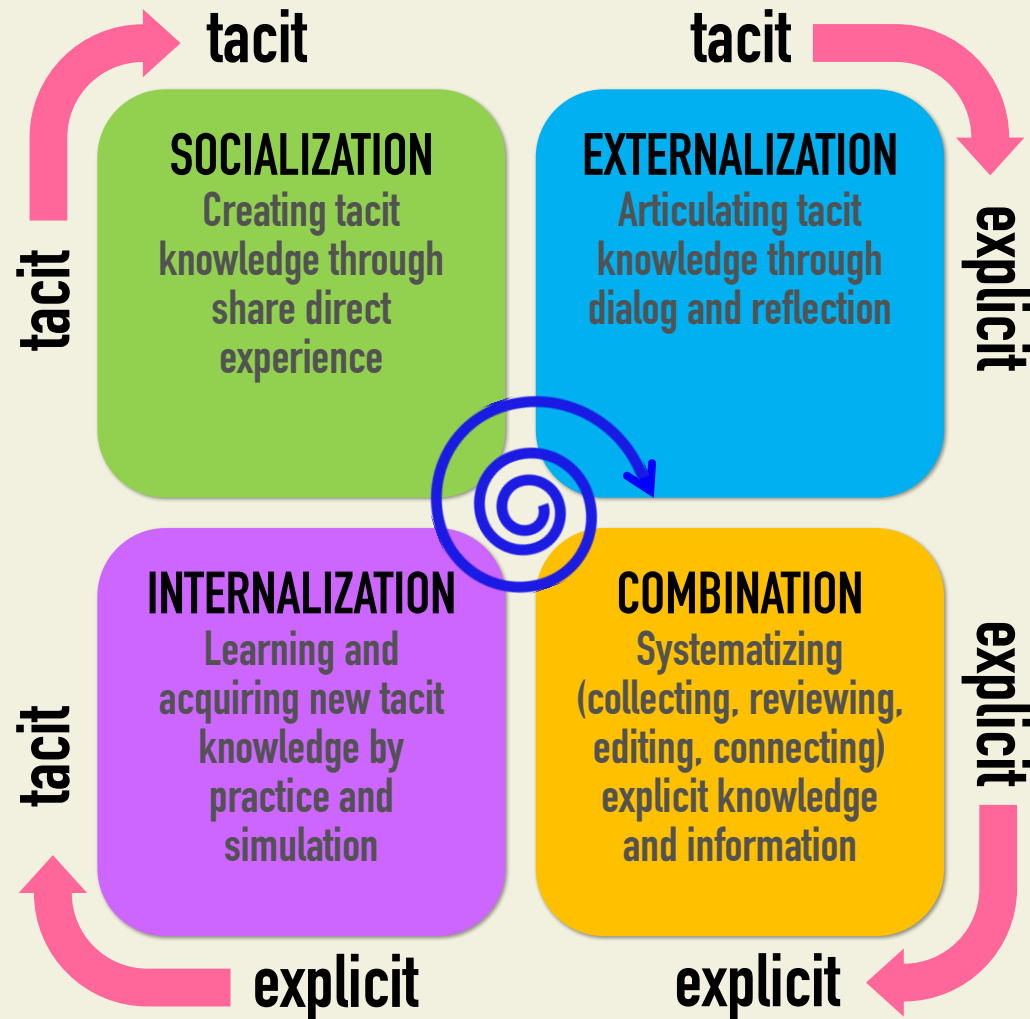 tacit
tacit
tacit
SOCIALIZATION
Creating tacit
knowledge through
share direct
experience
EXTERNALIZATION
Articulating tacit
knowledge through
dialog and reflection
explicit
tacit
INTERNALIZATION
Learning and
acquiring new tacit
knowledge by
practice and
simulation
COMBINATION
Systematizing
(collecting, reviewing,
editing, connecting)
explicit knowledge
and information
explicit
explicit
explicit